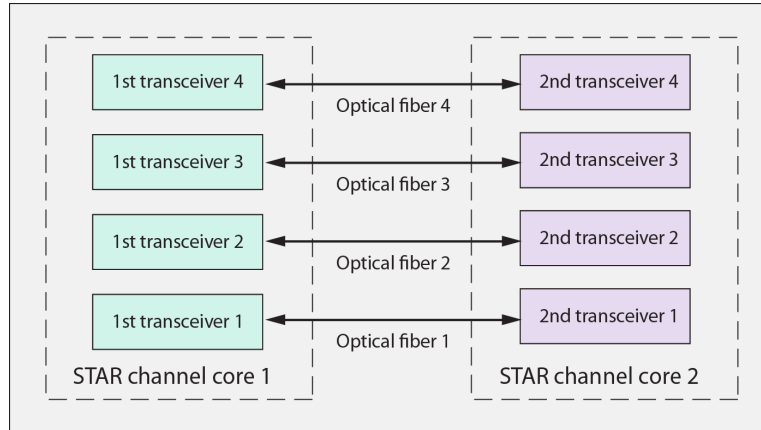 1st transceiver 4
Optical fiber 4
2nd transceiver 4
1st transceiver 3
Optical fiber 3
2nd transceiver 3
1st transceiver 2
Optical fiber 2
2nd transceiver 2
1st transceiver 1
Optical fiber 1
2nd transceiver 1
STAR channel core 1
STAR channel core 2